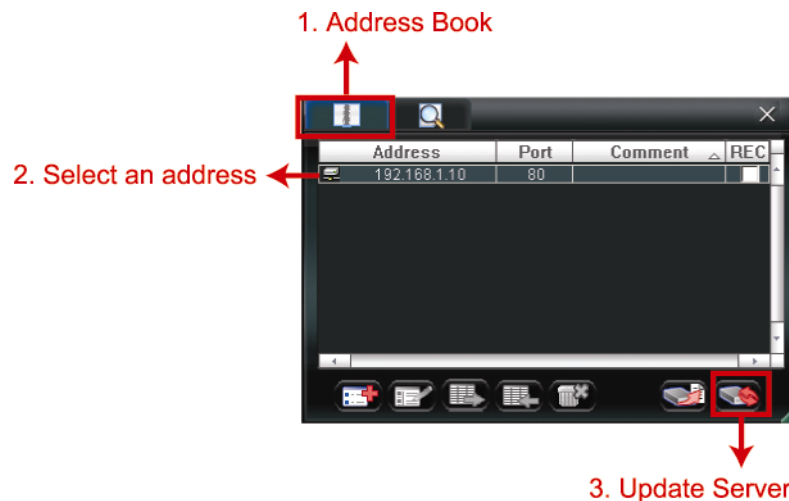 1. Address Book
Address Port Comment REC
2. Select an address
192.168.1.10 80
3. Update Server